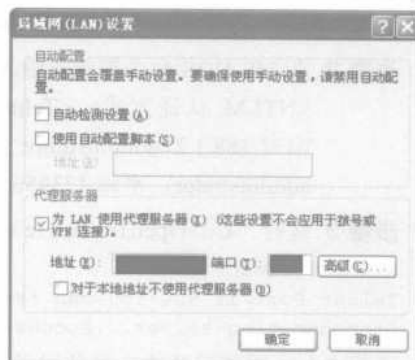 局域网(LAN)设置
自动配置
自动配置会覆盖手动设置。要确保使用手动设置,请禁用自动配
置。
自动检测设置(A)
使用自动配置脚本(S)
地址(R)
代理服务器
为 LAN 使用代理服务器(X)(这些设置不会应用于拨号或
VPN 连接)。
地址(E): 端口(T): 高级(C)...
对于本地地址不使用代理服务器(B)
确定 取消